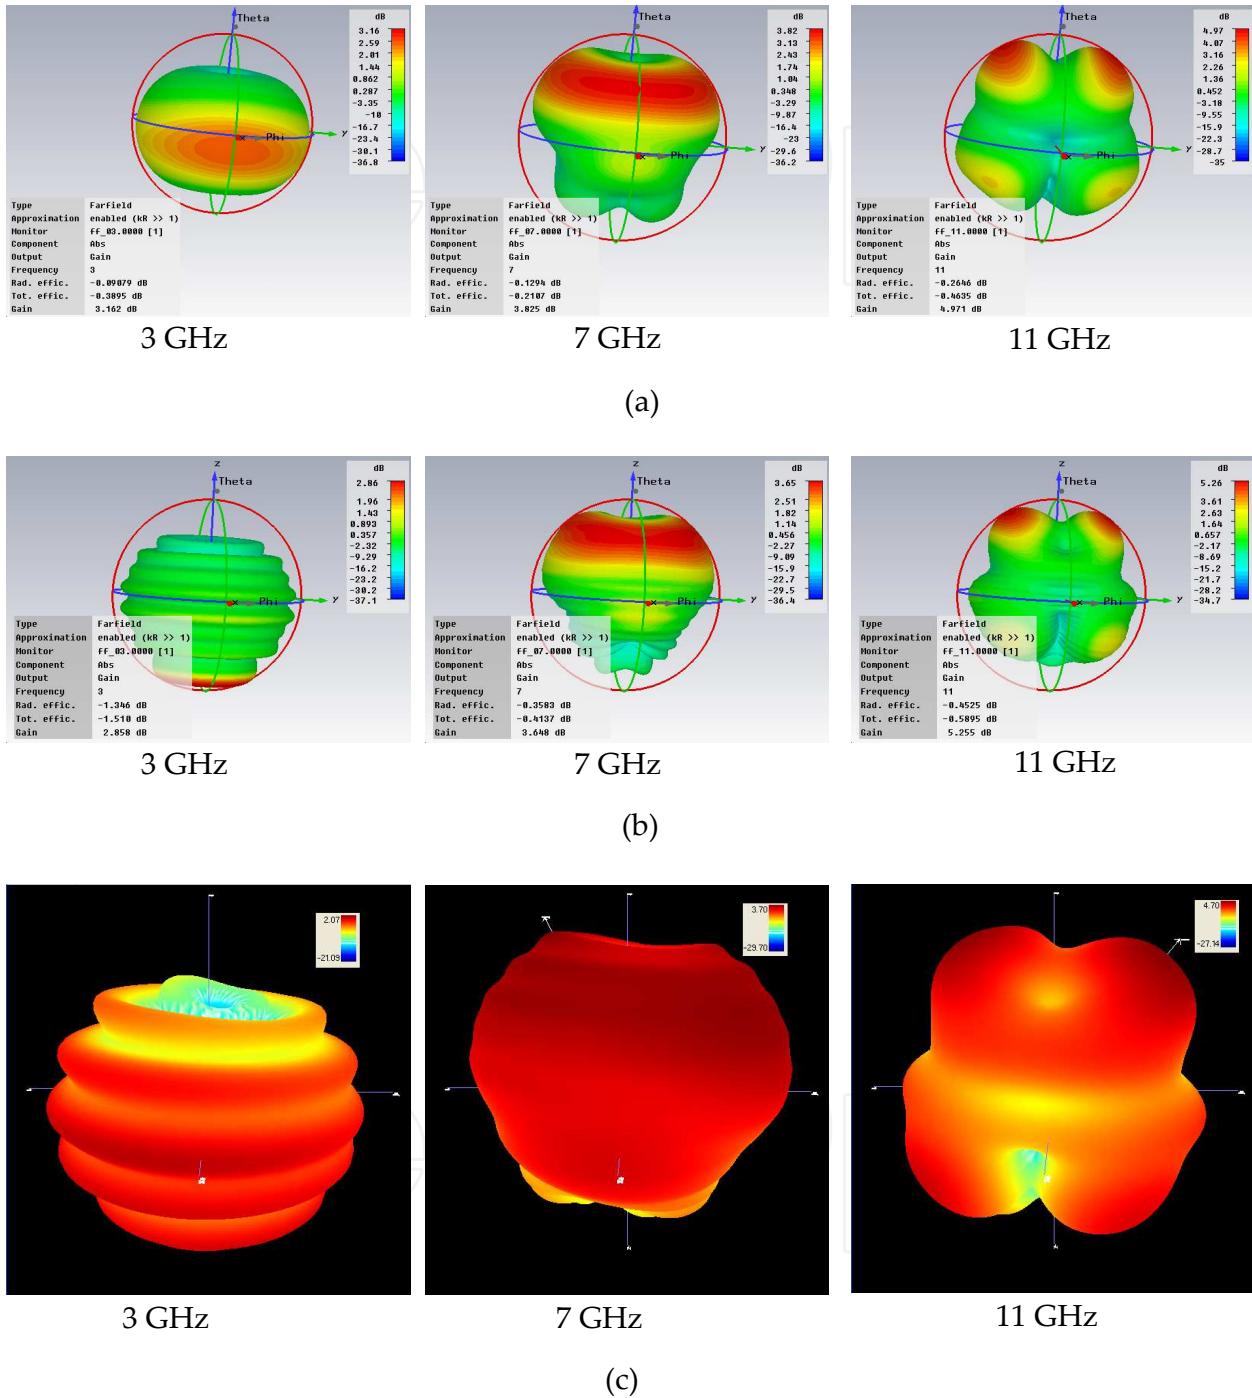 Theta
dB
3.16
2.59
2.01
1.44
0.862
0.287
-3.35
-10
-16.7
-23.4
-30.1
-36.8
x
Phi
y
Type Farfield
Approximation enabled (kR >> 1)
Monitor ff_03.0000 [1]
Component Abs
Output Gain
Frequency 3
Rad. effic. -0.09079 dB
Tot. effic. -0.3895 dB
Gain 3.162 dB
3 GHz
Theta
dB
3.82
3.13
2.43
1.74
1.04
0.348
-3.29
-9.87
-16.4
-23
-29.6
-36.2
x
Phi
y
Type Farfield
Approximation enabled (kR >> 1)
Monitor ff_07.0000 [1]
Component Abs
Output Gain
Frequency 7
Rad. effic. -0.1294 dB
Tot. effic. -0.2107 dB
Gain 3.825 dB
7 GHz
Theta
dB
4.97
4.07
3.16
2.26
1.36
0.452
-3.18
-9.55
-15.9
-22.3
-28.7
-35
x
Phi
y
Type Farfield
Approximation enabled (kR >> 1)
Monitor ff_11.0000 [1]
Component Abs
Output Gain
Frequency 11
Rad. effic. -0.2646 dB
Tot. effic. -0.4635 dB
Gain 4.971 dB
11 GHz
(a)
z
Theta
dB
2.86
1.96
1.43
0.893
0.357
-2.32
-9.29
-16.2
-23.2
-30.2
-37.1
x
Phi
y
Type Farfield
Approximation enabled (kR >> 1)
Monitor ff_03.0000 [1]
Component Abs
Output Gain
Frequency 3
Rad. effic. -1.346 dB
Tot. effic. -1.510 dB
Gain 2.858 dB
3 GHz
z
Theta
dB
3.65
2.51
1.82
1.14
0.456
-2.27
-9.09
-15.9
-22.7
-29.5
-36.4
x
Phi
y
Type Farfield
Approximation enabled (kR >> 1)
Monitor ff_07.0000 [1]
Component Abs
Output Gain
Frequency 7
Rad. effic. -0.3583 dB
Tot. effic. -0.4137 dB
Gain 3.648 dB
7 GHz
z
Theta
dB
5.26
3.61
2.63
1.64
0.657
-2.17
-8.69
-15.2
-21.7
-28.2
-34.7
x
Phi
y
Type Farfield
Approximation enabled (kR >> 1)
Monitor ff_11.0000 [1]
Component Abs
Output Gain
Frequency 11
Rad. effic. -0.4525 dB
Tot. effic. -0.5895 dB
Gain 5.255 dB
11 GHz
(b)
2.07
-21.09
3 GHz
3.70
-29.70
7 GHz
4.70
-27.14
11 GHz
(c)